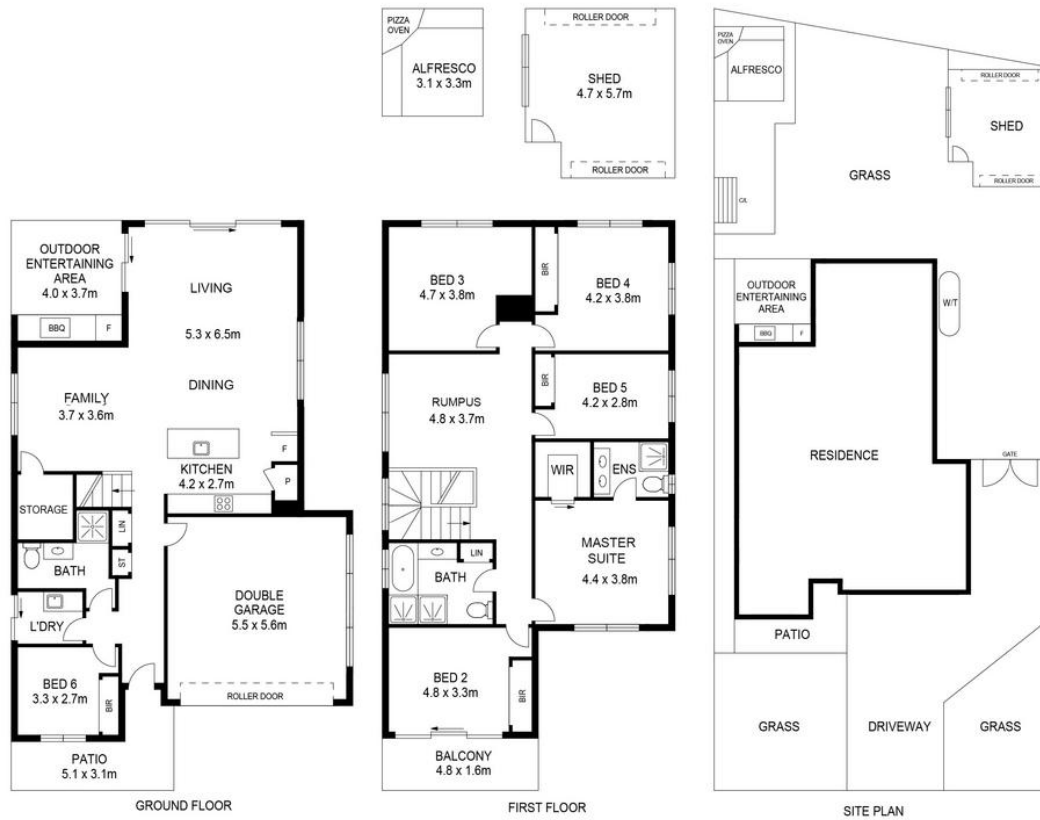 PIZZA
OVEN
ALFRESCO
3.1 x 3.3m
ROLLER DOOR
SHED
4.7 x 5.7m
ROLLER DOOR
OUTDOOR
ENTERTAINING
AREA
4.0 x 3.7m
BBQ
F
LIVING
5.3 x 6.5m
DINING
FAMILY
3.7 x 3.6m
F
KITCHEN
4.2 x 2.7m
P
STORAGE
LIN
ST
BATH
L'DRY
DOUBLE
GARAGE
5.5 x 5.6m
BED 6
3.3 x 2.7m
BIR
ROLLER DOOR
PATIO
5.1 x 3.1m
GROUND FLOOR
BED 3
4.7 x 3.8m
BIR
BED 4
4.2 x 3.8m
RUMPUS
4.8 x 3.7m
BIR
BED 5
4.2 x 2.8m
WIR
ENS
MASTER
SUITE
4.4 x 3.8m
LIN
BATH
BED 2
4.8 x 3.3m
BIR
BALCONY
4.8 x 1.6m
FIRST FLOOR
PIZZA
OVEN
ALFRESCO
ROLLER DOOR
SHED
ROLLER DOOR
GRASS
C/L
OUTDOOR
ENTERTAINING
AREA
BBQ
F
W/T
RESIDENCE
GATE
PATIO
GRASS
DRIVEWAY
GRASS
SITE PLAN